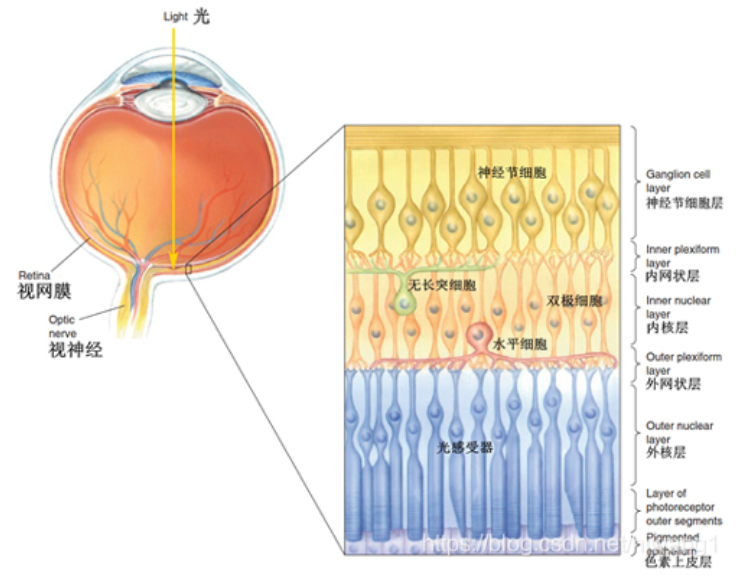 Light 光
Retina
视网膜
Optic
nerve
视神经
神经节细胞
无长突细胞
双极细胞
水平细胞
光感受器
Ganglion cell
layer
神经节细胞层
Inner plexiform
layer
内网状层
Inner nuclear
layer
内核层
Outer plexiform
layer
外网状层
Outer nuclear
layer
外核层
Layer of
photoreceptor
outer segments
Pigmented
epithelium
色素上皮层
https://blog.csdn.net/